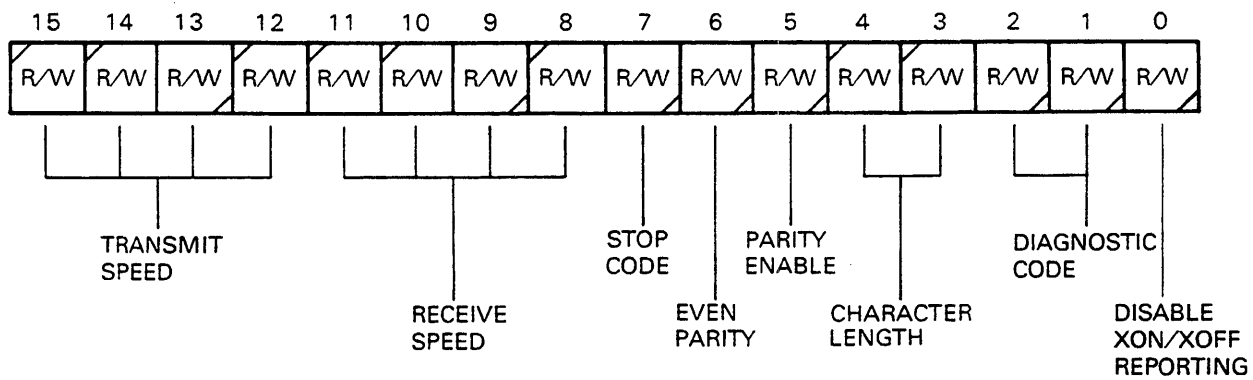 15 14 13 12 11 10 9 8 7 6 5 4 3 2 1 0
R/W R/W R/W R/W R/W R/W R/W R/W R/W R/W R/W R/W R/W R/W R/W R/W
TRANSMIT
SPEED
RECEIVE
SPEED
STOP
CODE
EVEN
PARITY
PARITY
ENABLE
CHARACTER
LENGTH
DIAGNOSTIC
CODE
DISABLE
XON/XOFF
REPORTING